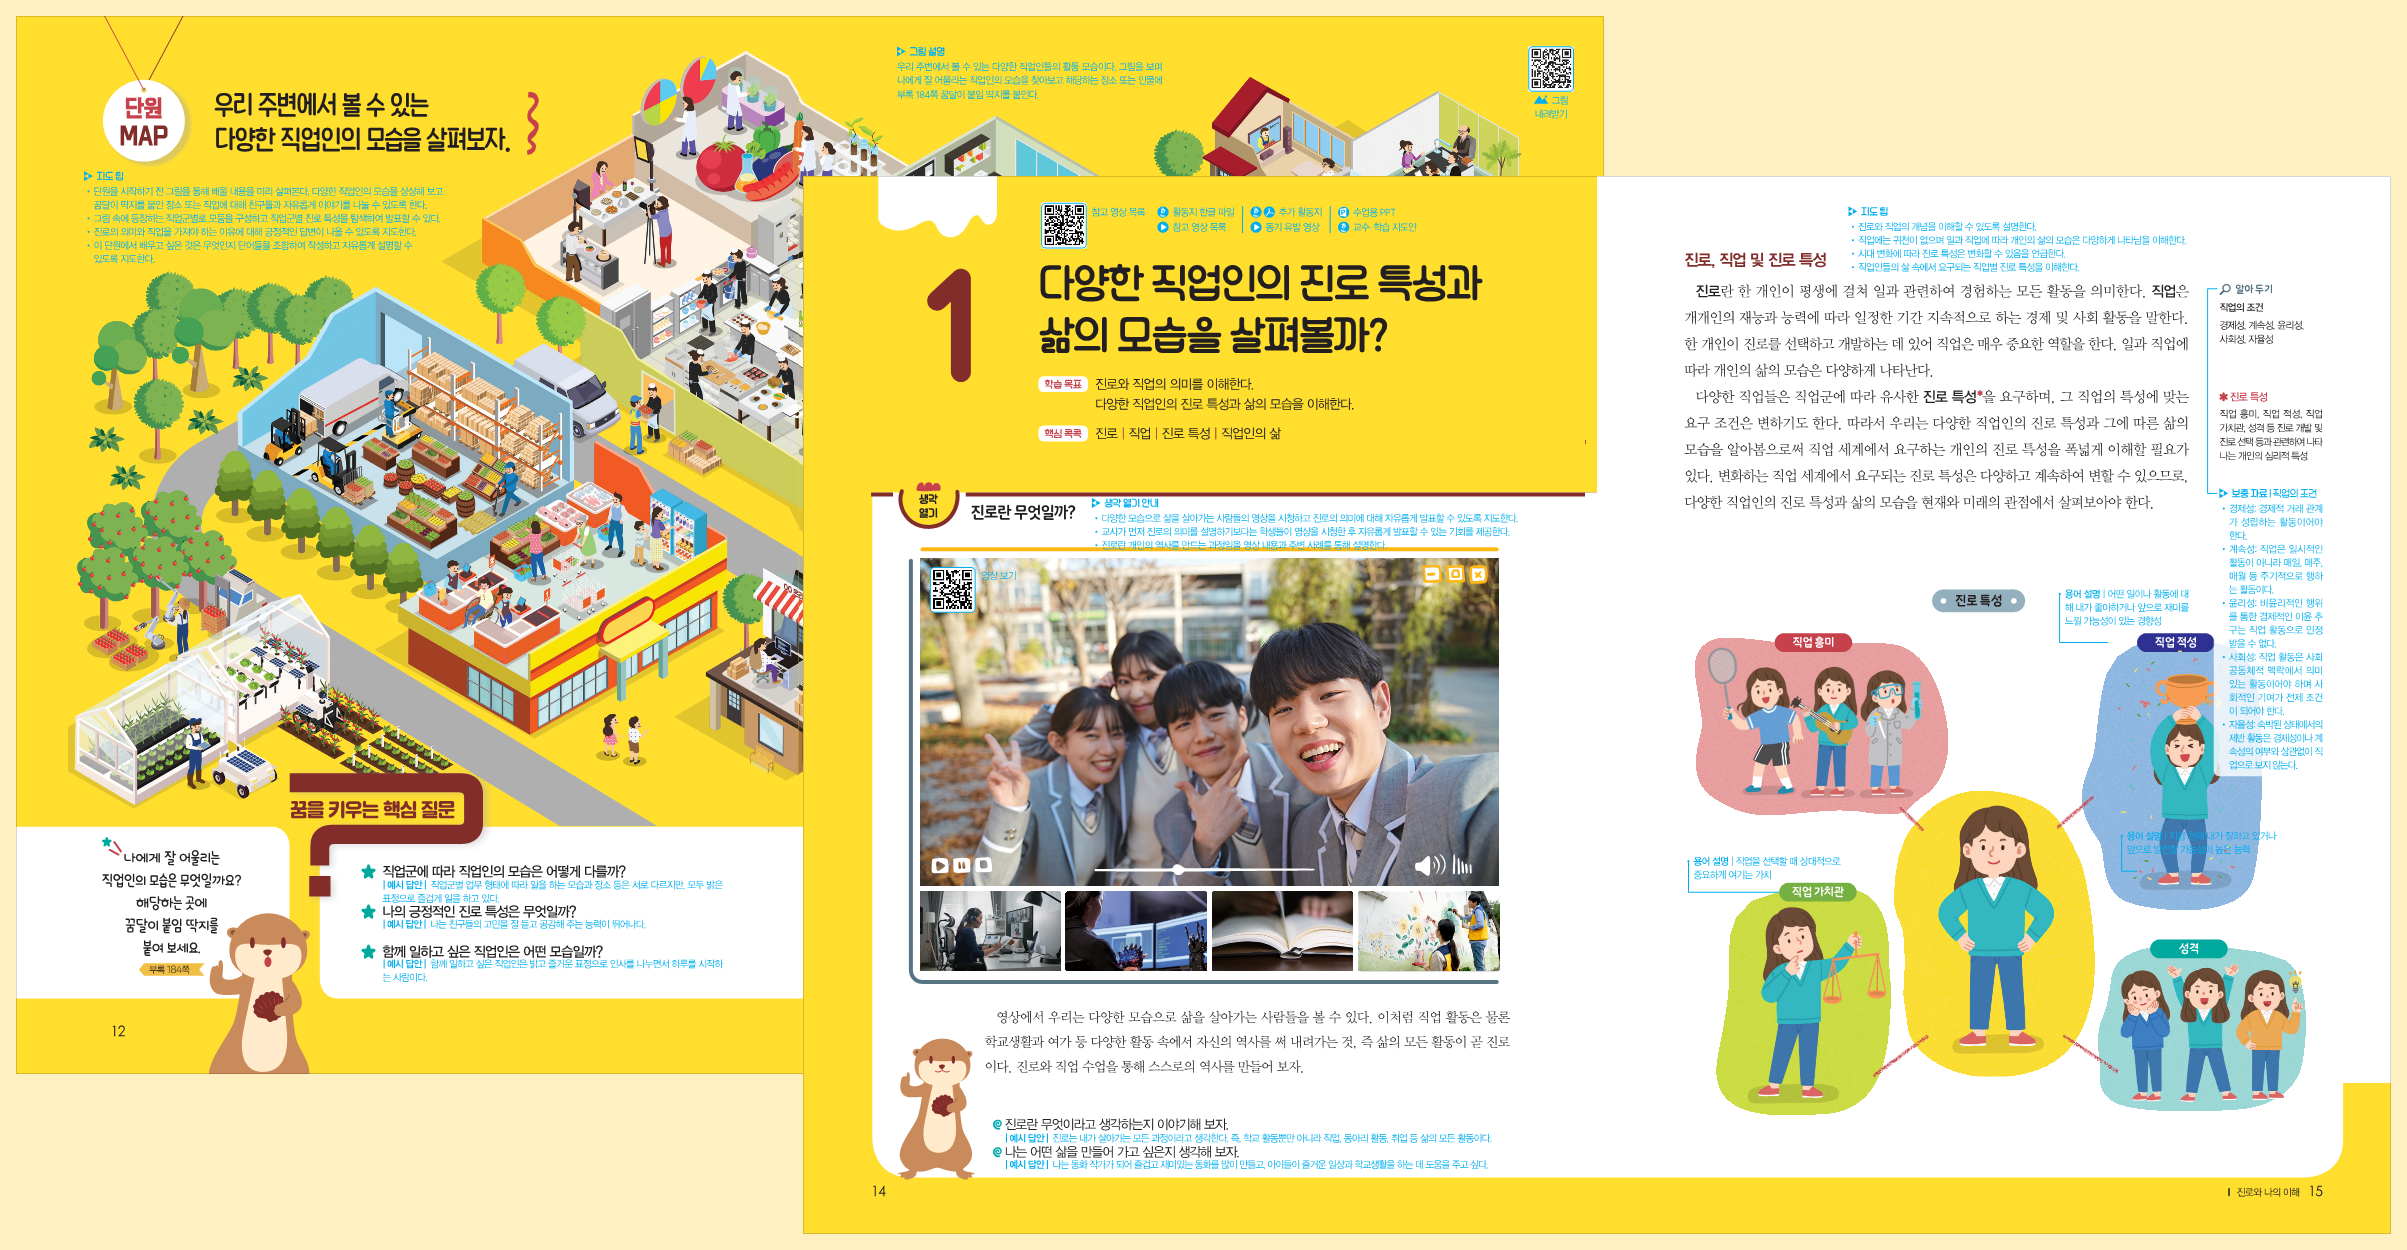 단원
MAP
우리 주변에서 볼 수 있는
다양한 직업인의 모습을 살펴보자.
지도 팁
• 단원을 시작하기 전 그림을 통해 배울 내용을 미리 살펴본다. 다양한 직업인의 모습을 상상해 보고
꿈달이 딱지를 붙인 장소 또는 직업에 대해 친구들과 자유롭게 이야기를 나눌 수 있도록 한다.
• 그림 속에 등장하는 직업군별로 모둠을 구성하고 직업군별 진로 특성을 탐색하여 발표할 수 있다.
• 진로의 의미와 직업을 가져야 하는 이유에 대해 긍정적인 답변이 나올 수 있도록 지도한다.
• 이 단원에서 배우고 싶은 것은 무엇인지 단어들을 조합하여 작성하고 자유롭게 설명할 수
있도록 지도한다.
그림 설명
우리 주변에서 볼 수 있는 다양한 직업인들의 활동 모습이다. 그림을 보며
나에게 잘 어울리는 직업인의 모습을 찾아보고 해당하는 장소 또는 인물에
부록 184쪽 꿈달이 붙임 딱지를 붙인다.
그림
내려받기
꿈을 키우는 핵심 질문
나에게 잘 어울리는
직업인의 모습은 무엇일까요?
해당하는 곳에
꿈달이 붙임 딱지를
붙여 보세요.
부록 184쪽
직업군에 따라 직업인의 모습은 어떻게 다를까?
| 예시 답안 | 직업군별 업무 형태에 따라 일을 하는 모습과 장소 등은 서로 다르지만, 모두 밝은
표정으로 즐겁게 일을 하고 있다.
나의 긍정적인 진로 특성은 무엇일까?
| 예시 답안 | 나는 친구들의 고민을 잘 듣고 공감해 주는 능력이 뛰어나다.
함께 일하고 싶은 직업인은 어떤 모습일까?
| 예시 답안 | 함께 일하고 싶은 직업인은 밝고 즐거운 표정으로 인사를 나누면서 하루를 시작하
는 사람이다.
12
참고 영상 목록
활동지 한글 파일
추가 활동지
수업용 PPT
참고 영상 목록
동기 유발 영상
교수·학습 지도안
1
다양한 직업인의 진로 특성과
삶의 모습을 살펴볼까?
학습 목표 진로와 직업의 의미를 이해한다.
다양한 직업인의 진로 특성과 삶의 모습을 이해한다.
핵심 쏙쏙 진로 | 직업 | 진로 특성 | 직업인의 삶
생각
열기
진로란 무엇일까?
생각 열기 안내
• 다양한 모습으로 삶을 살아가는 사람들의 영상을 시청하고 진로의 의미에 대해 자유롭게 발표할 수 있도록 지도한다.
• 교사가 먼저 진로의 의미를 설명하기보다는 학생들이 영상을 시청한 후 자유롭게 발표할 수 있는 기회를 제공한다.
• 진로란 개인의 역사를 만드는 과정임을 영상 내용과 주변 사례를 통해 설명한다.
영상 보기
영상에서 우리는 다양한 모습으로 삶을 살아가는 사람들을 볼 수 있다. 이처럼 직업 활동은 물론
학교생활과 여가 등 다양한 활동 속에서 자신의 역사를 써 내려가는 것, 즉 삶의 모든 활동이 곧 진로
이다. 진로와 직업 수업을 통해 스스로의 역사를 만들어 보자.
진로란 무엇이라고 생각하는지 이야기해 보자.
| 예시 답안 | 진로는 내가 살아가는 모든 과정이라고 생각한다. 즉, 학교 활동뿐만 아니라 직업, 동아리 활동, 취업 등 삶의 모든 활동이다.
나는 어떤 삶을 만들어 가고 싶은지 생각해 보자.
| 예시 답안 | 나는 동화 작가가 되어 즐겁고 재미있는 동화를 많이 만들고, 아이들이 즐거운 일상과 학교생활을 하는 데 도움을 주고 싶다.
14
지도 팁
• 진로와 직업의 개념을 이해할 수 있도록 설명한다.
• 직업에는 귀천이 없으며 일과 직업에 따라 개인의 삶의 모습은 다양하게 나타남을 이해한다.
• 시대 변화에 따라 진로 특성은 변화할 수 있음을 언급한다.
• 직업인들의 삶 속에서 요구되는 직업별 진로 특성을 이해한다.
진로, 직업 및 진로 특성
진로란 한 개인이 평생에 걸쳐 일과 관련하여 경험하는 모든 활동을 의미한다. 직업은
개개인의 재능과 능력에 따라 일정한 기간 지속적으로 하는 경제 및 사회 활동을 말한다.
한 개인이 진로를 선택하고 개발하는 데 있어 직업은 매우 중요한 역할을 한다. 일과 직업에
따라 개인의 삶의 모습은 다양하게 나타난다.
다양한 직업들은 직업군에 따라 유사한 진로 특성*을 요구하며, 그 직업의 특성에 맞는
요구 조건은 변하기도 한다. 따라서 우리는 다양한 직업인의 진로 특성과 그에 따른 삶의
모습을 알아봄으로써 직업 세계에서 요구하는 개인의 진로 특성을 폭넓게 이해할 필요가
있다. 변화하는 직업 세계에서 요구되는 진로 특성은 다양하고 계속하여 변할 수 있으므로,
다양한 직업인의 진로 특성과 삶의 모습을 현재와 미래의 관점에서 살펴보아야 한다.
알아 두기
직업의 조건
경제성, 계속성, 윤리성,
사회성, 자율성
* 진로 특성
직업 흥미, 직업 적성, 직업
가치관, 성격 등 진로 개발 및
진로 선택 등과 관련하여 나타
나는 개인의 심리적 특성
보충 자료 | 직업의 조건
• 경제성: 경제적 거래 관계
가 성립하는 활동이어야
한다.
• 계속성: 직업은 일시적인
활동이 아니라 매일, 매주,
매월 등 주기적으로 행하
는 활동이다.
• 윤리성: 비윤리적인 행위
를 통한 경제적인 이윤 추
구는 직업 활동으로 인정
받을 수 없다.
• 사회성: 직업 활동은 사회
공동체적 맥락에서 의미
있는 활동이어야 하며 사
회적인 기여가 전제 조건
이 되어야 한다.
• 자율성: 속박된 상태에서의
제반 활동은 경제성이나 계
속성의 여부와 상관없이 직
업으로 보지 않는다.
진로 특성
용어 설명 | 어떤 일이나 활동에 대
해 내가 좋아하거나 앞으로 재미를
느낄 가능성이 있는 경향성
직업 흥미
직업 적성
용어 설명
용어 설명 | 직업을 선택할 때 상대적으로
중요하게 여기는 가치
직업 가치관
성격
I 진로와 나의 이해 15